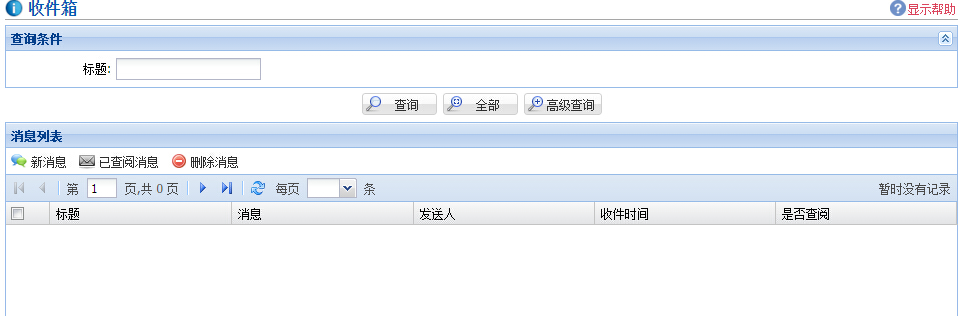 收件箱 显示帮助
查询条件
标题:
查询 全部 高级查询
消息列表
新消息 已查阅消息 删除消息
第 1 页,共 0 页 每页 条 暂时没有记录
标题 消息 发送人 收件时间 是否查阅